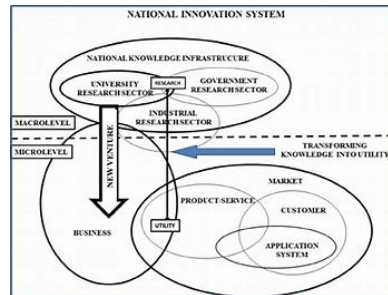 NATIONAL INNOVATION SYSTEM
NATIONAL KNOWLEDGE INFRASTRUCURE
UNIVERSITY
RESEARCH SECTOR
RESEARCH
GOVERNMENT
RESEARCH SECTOR
INDUSTRIAL
RESEARCH SECTOR
MACROLEVEL
MICROLEVEL
NEW VENTURE
TRANSFORMING
KNOWLEDGE INTO UTILITY
MARKET
PRODUCT/SERVICE
CUSTOMER
BUSINESS
UTILITY
APPLICATION
SYSTEM